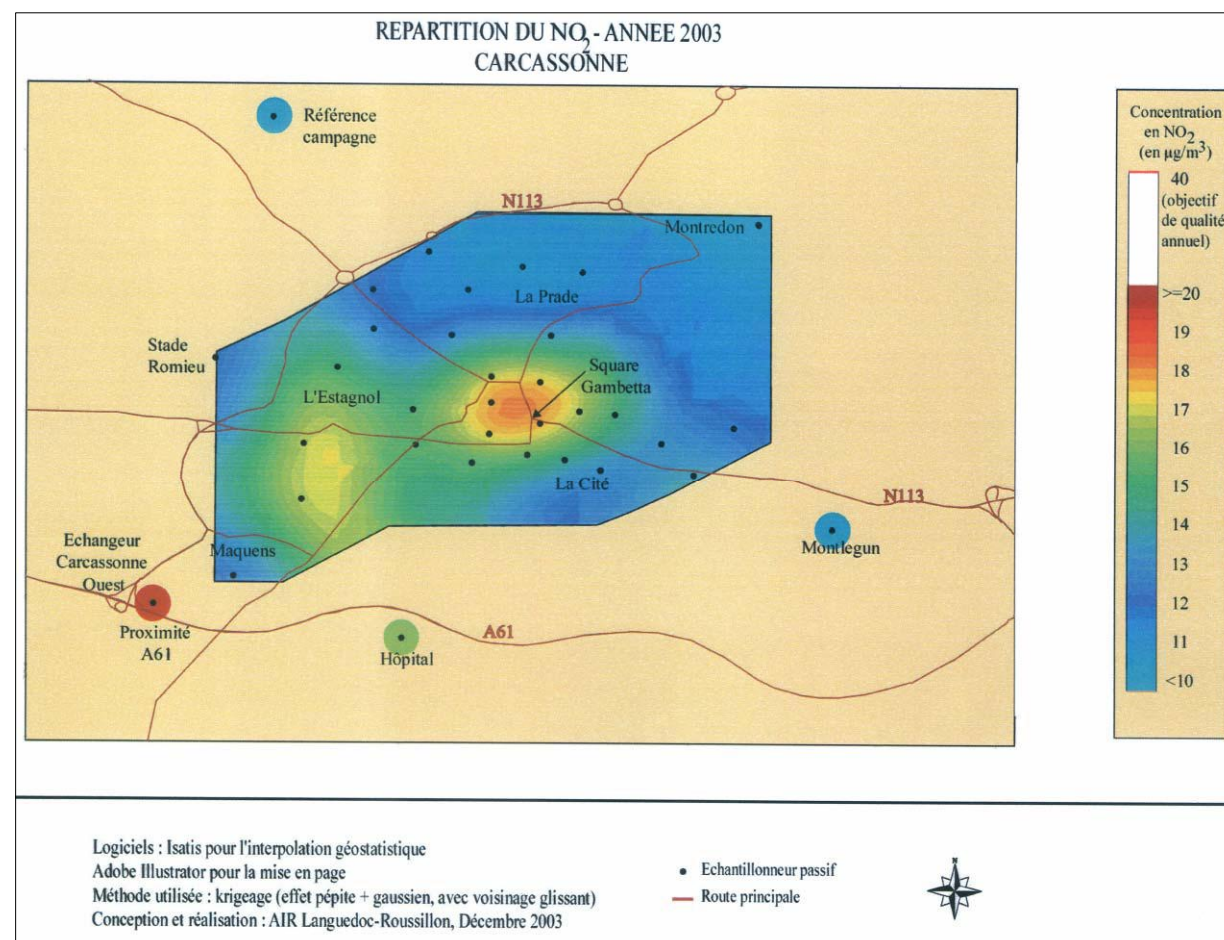 REPARTITION DU NO2 - ANNEE 2003
CARCASSONNE
Référence
campagne
N113
Montredon
La Prade
Stade
Romieu
Square
Gambetta
L'Estagnol
La Cité
N113
Montlegun
Maquens
Echangeur
Carcassonne
Ouest
Proximité
A61
A61
Hôpital
Concentration
en NO2
(en µg/m³)
40
(objectif
de qualité
annuel)
>=20
19
18
17
16
15
14
13
12
11
<10
Logiciels : Isatis pour l'interpolation géostatistique
Adobe Illustrator pour la mise en page
Méthode utilisée : krigeage (effet pépite + gaussien, avec voisinage glissant)
Conception et réalisation : AIR Languedoc-Roussillon, Décembre 2003
Echantillonneur passif
Route principale
N